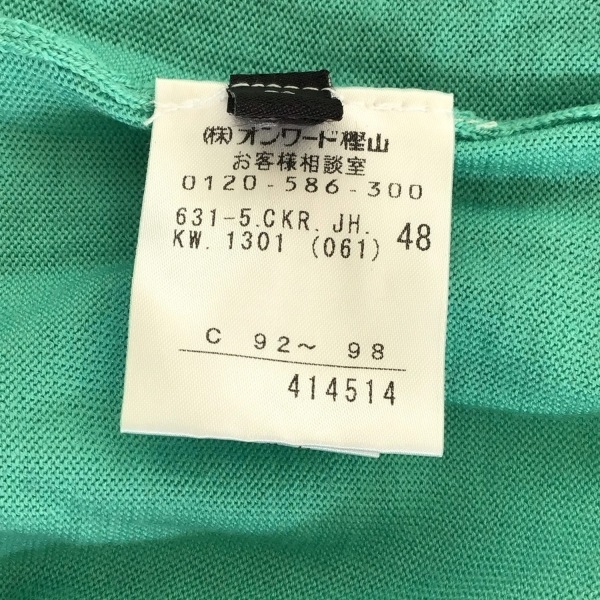 (株)オンワード樫山
お客様相談室
0120-586-300
631-5.CKR.JH.
KW.1301 (061) 48
C 92~ 98
414514